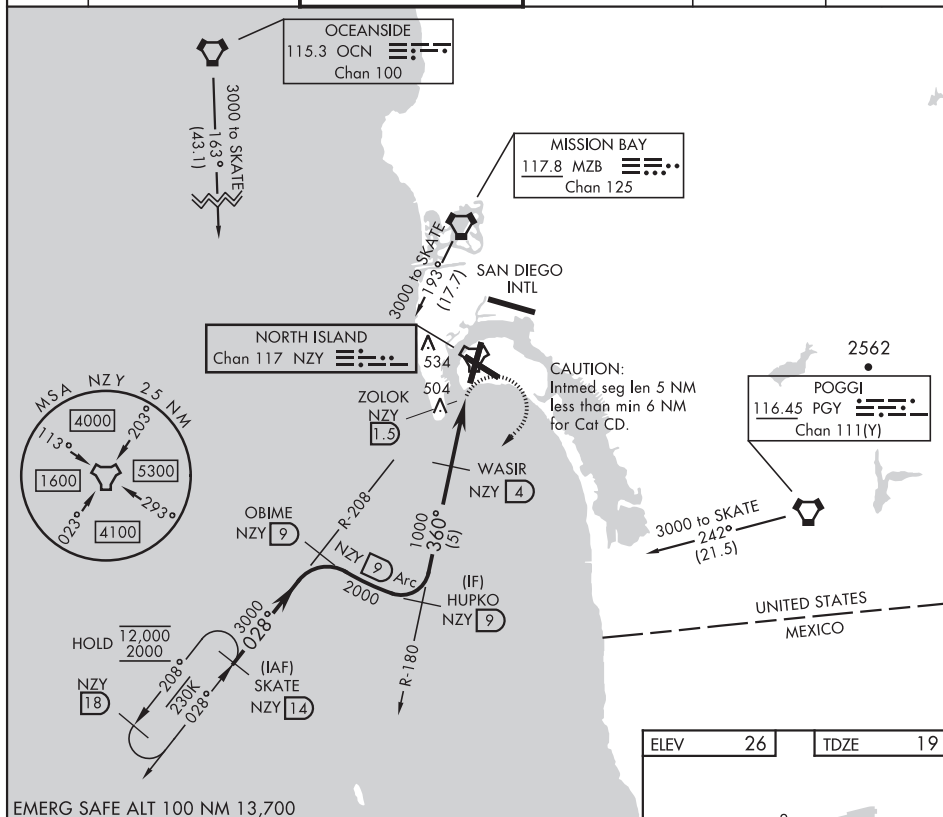 OCEANSIDE
115.3 OCN
Chan 100
3000 to SKATE
163°
(43.1)
MISSION BAY
117.8 MZB
Chan 125
3000 to SKATE
193°
(17.7)
SAN DIEGO
INTL
NORTH ISLAND
Chan 117 NZY
534
504
ZOLOK
NZY
1.5
CAUTION:
Intmed seg len 5 NM
less than min 6 NM
for Cat CD.
2562
POGGI
116.45 PGY
Chan 111(Y)
MSA NZY 25 NM
4000
203°
113°
1600
5300
023°
293°
4100
WASIR
NZY 4
3000 to SKATE
242°
(21.5)
OBIME
NZY 9
R-208
1000
360°
(5)
NZY 9 Arc
2000
(IF)
HUPKO
NZY 9
UNITED STATES
MEXICO
3000
028°
HOLD 12,000
2000
208°
230K
028°
(IAF)
SKATE
NZY 14
NZY
18
R-180
ELEV 26
TDZE 19
EMERG SAFE ALT 100 NM 13,700